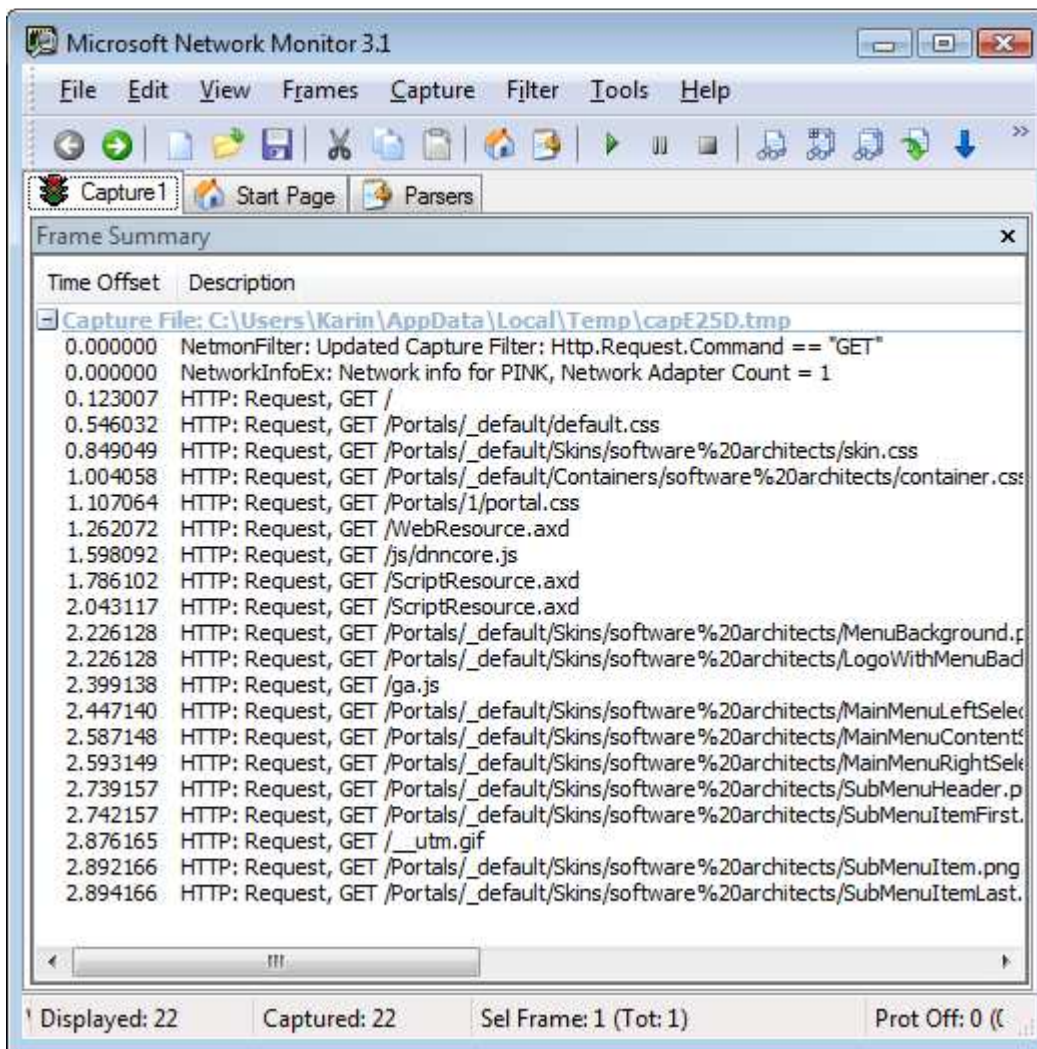 Microsoft Network Monitor 3.1
File Edit View Frames Capture Filter Tools Help
Capture1 Start Page Parsers
Frame Summary
Time Offset Description
Capture File: C:\Users\Karin\AppData\Local\Temp\capE25D.tmp
0.000000 NetmonFilter: Updated Capture Filter: Http.Request.Command == "GET"
0.000000 NetworkInfoEx: Network info for PINK, Network Adapter Count = 1
0.123007 HTTP: Request, GET /
0.546032 HTTP: Request, GET /Portals/_default/default.css
0.849049 HTTP: Request, GET /Portals/_default/Skins/software%20architects/skin.css
1.004058 HTTP: Request, GET /Portals/_default/Containers/software%20architects/container.css
1.107064 HTTP: Request, GET /Portals/1/portal.css
1.262072 HTTP: Request, GET /WebResource.axd
1.598092 HTTP: Request, GET /js/dnncore.js
1.786102 HTTP: Request, GET /ScriptResource.axd
2.043117 HTTP: Request, GET /ScriptResource.axd
2.226128 HTTP: Request, GET /Portals/_default/Skins/software%20architects/MenuBackground.p
2.226128 HTTP: Request, GET /Portals/_default/Skins/software%20architects/LogoWithMenuBack
2.399138 HTTP: Request, GET /ga.js
2.447140 HTTP: Request, GET /Portals/_default/Skins/software%20architects/MainMenuLeftSelec
2.587148 HTTP: Request, GET /Portals/_default/Skins/software%20architects/MainMenuContentS
2.593149 HTTP: Request, GET /Portals/_default/Skins/software%20architects/MainMenuRightSele
2.739157 HTTP: Request, GET /Portals/_default/Skins/software%20architects/SubMenuHeader.p
2.742157 HTTP: Request, GET /Portals/_default/Skins/software%20architects/SubMenuItemFirst.
2.876165 HTTP: Request, GET /__utm.gif
2.892166 HTTP: Request, GET /Portals/_default/Skins/software%20architects/SubMenuItem.png
2.894166 HTTP: Request, GET /Portals/_default/Skins/software%20architects/SubMenuItemLast.
Displayed: 22 Captured: 22 Sel Frame: 1 (Tot: 1) Prot Off: 0 (